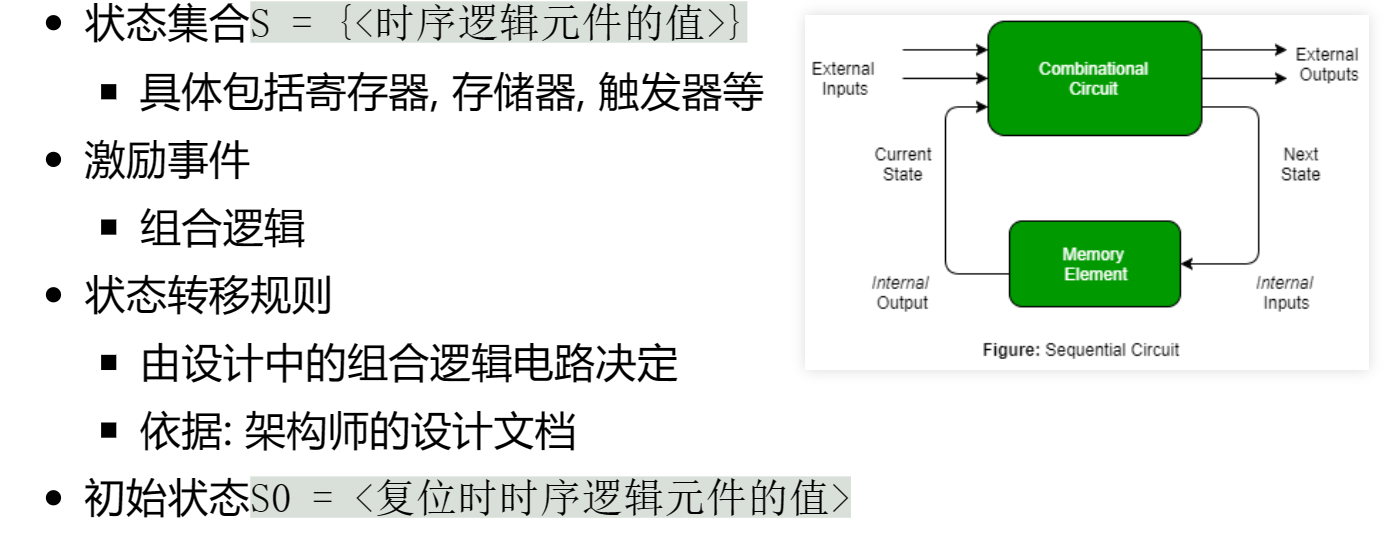 状态集合S = {<时序逻辑元件的值>}
具体包括寄存器, 存储器, 触发器等
激励事件
组合逻辑
状态转移规则
由设计中的组合逻辑电路决定
依据: 架构师的设计文档
初始状态S0 = <复位时时序逻辑元件的值>
External
Inputs
Combinational
Circuit
External
Outputs
Current
State
Next
State
Memory
Element
Internal
Output
Internal
Inputs
Figure: Sequential Circuit